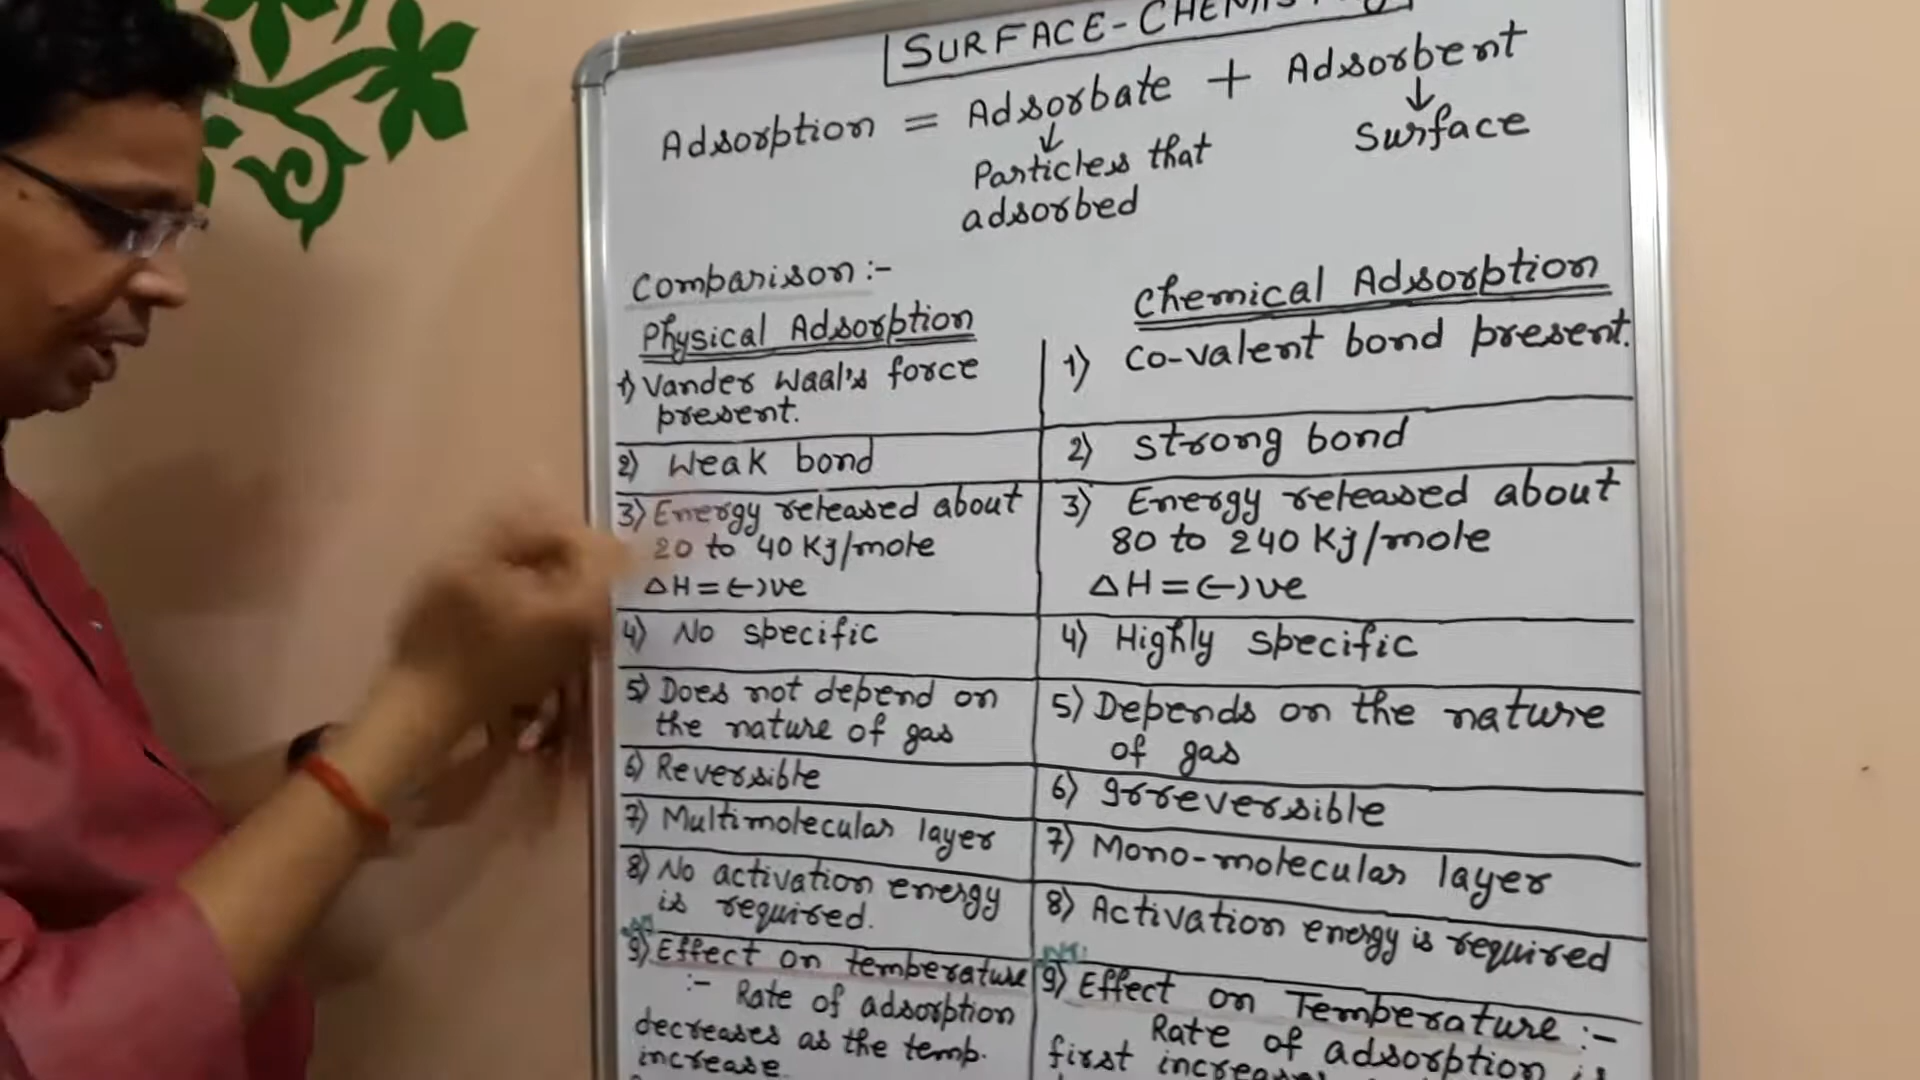 SURFACE-CHEMISTRY
Adsorption = Adsorbate + Adsorbent
↓ ↓
Particles that Surface
adsorbed
Comparison :-
Physical Adsorption
1) Vander Waal's force
present.
2) Weak bond
3) Energy released about
20 to 40 Kj/mole
ΔH = (-)ve
4) No specific
5) Does not depend on
the nature of gas
6) Reversible
7) Multimolecular layer
8) No activation energy
is required.
9) Effect on temperature
:- Rate of adsorption
decreases as the temp.
increase
Chemical Adsorption
1) Co-valent bond present.
2) strong bond
3) Energy released about
80 to 240 Kj/mole
ΔH = (-)ve
4) Highly specific
5) Depends on the nature
of gas
6) Irreversible
7) Mono-molecular layer
8) Activation energy is required
9) Effect on Temperature :-
Rate of adsorption is
first increases